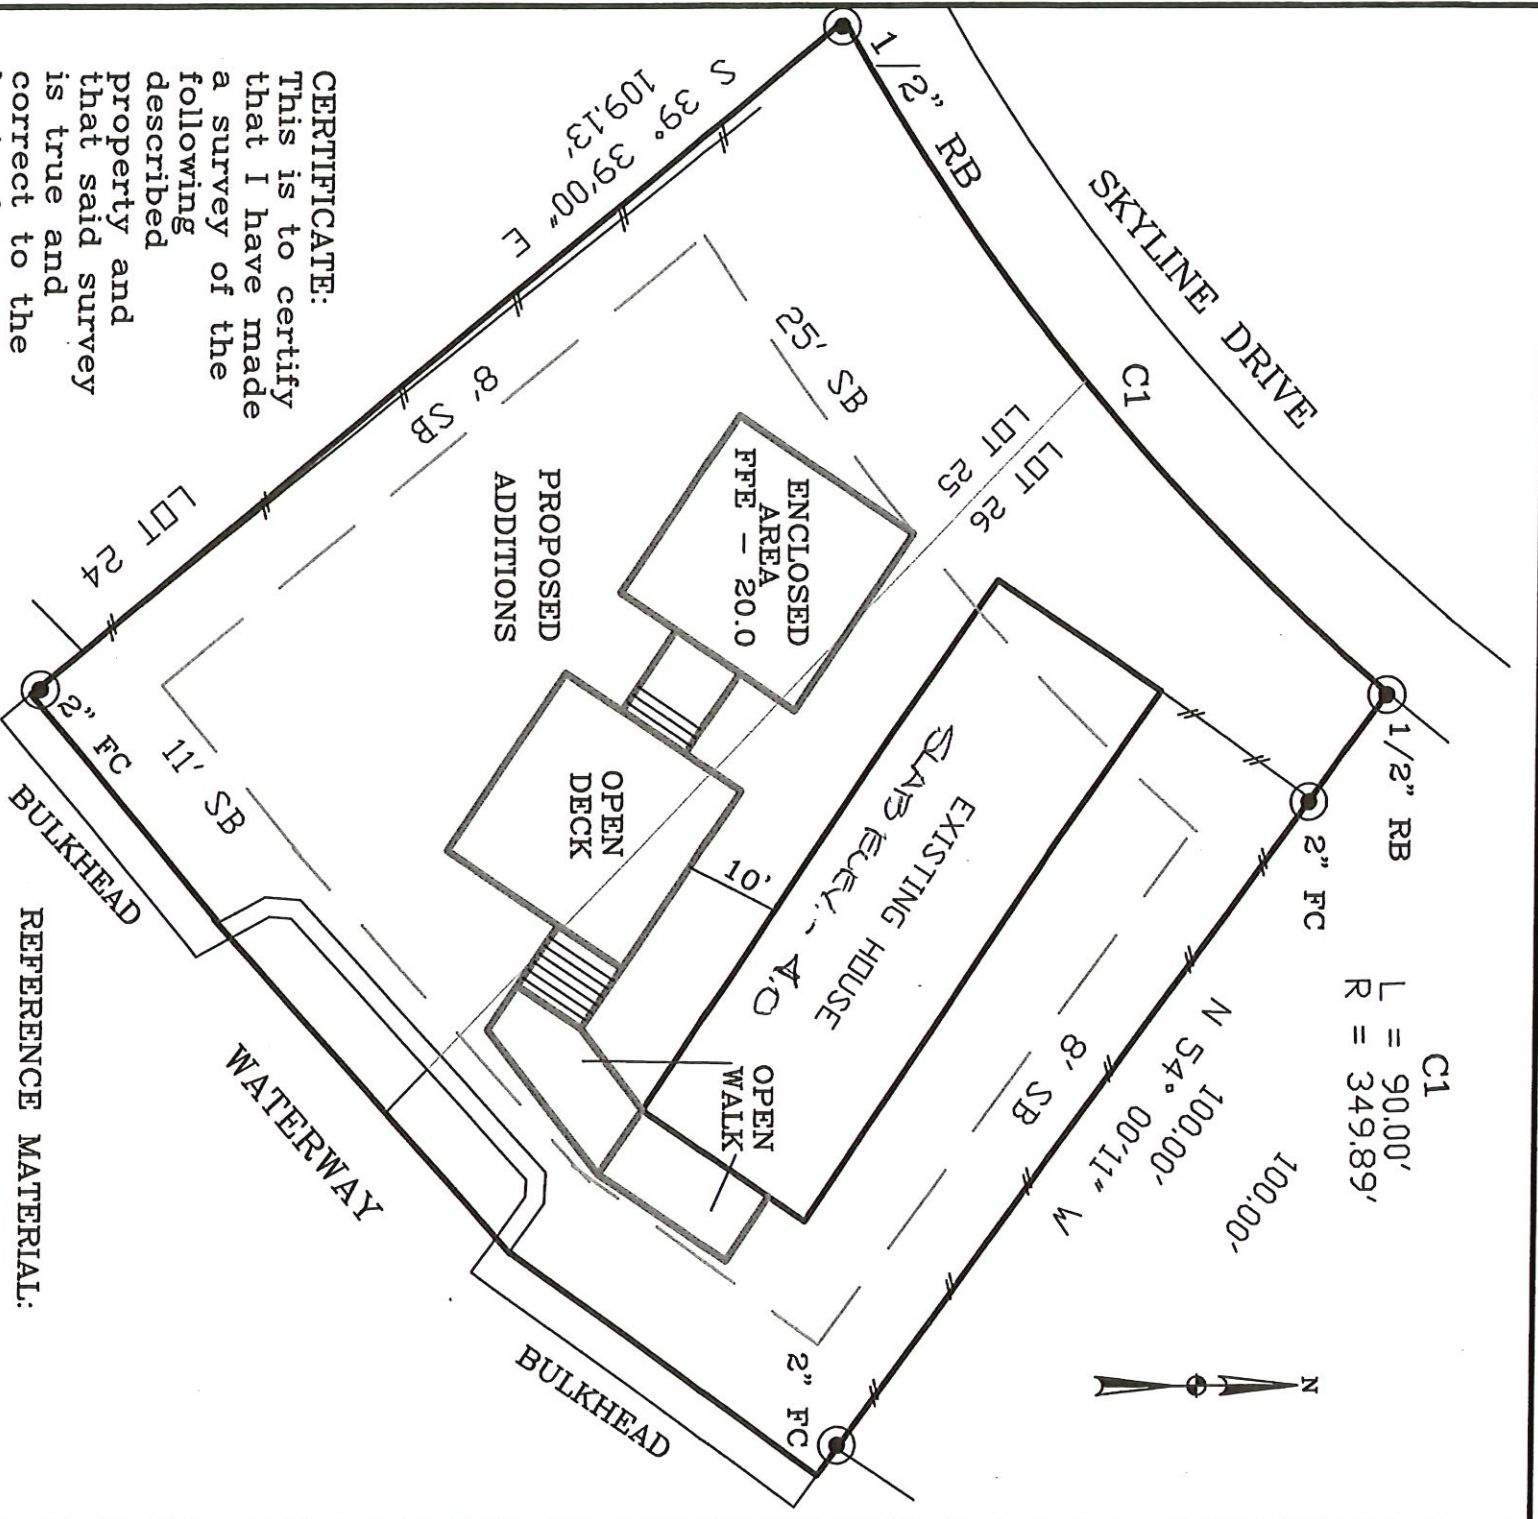 SKYLINE DRIVE
1/2" RB
C1
1/2" RB
2" FC
C1
L = 90.00'
R = 349.89'
100.00'
N 54° 00'11" W
100.00'
8' SB
S 39° 39'00" E
109.13'
25' SB
8' SB
LOT 26
LOT 25
LOT 24
ENCLOSED
AREA
FFE - 20.0
PROPOSED
ADDITIONS
OPEN
DECK
10'
EXISTING HOUSE
SLAB ELEV. - 4.0
OPEN
WALK
11' SB
2" FC
BULKHEAD
WATERWAY
BULKHEAD
2" FC
N
CERTIFICATE:
This is to certify
that I have made
a survey of the
following
described
property and
that said survey
is true and
correct to the
REFERENCE MATERIAL: